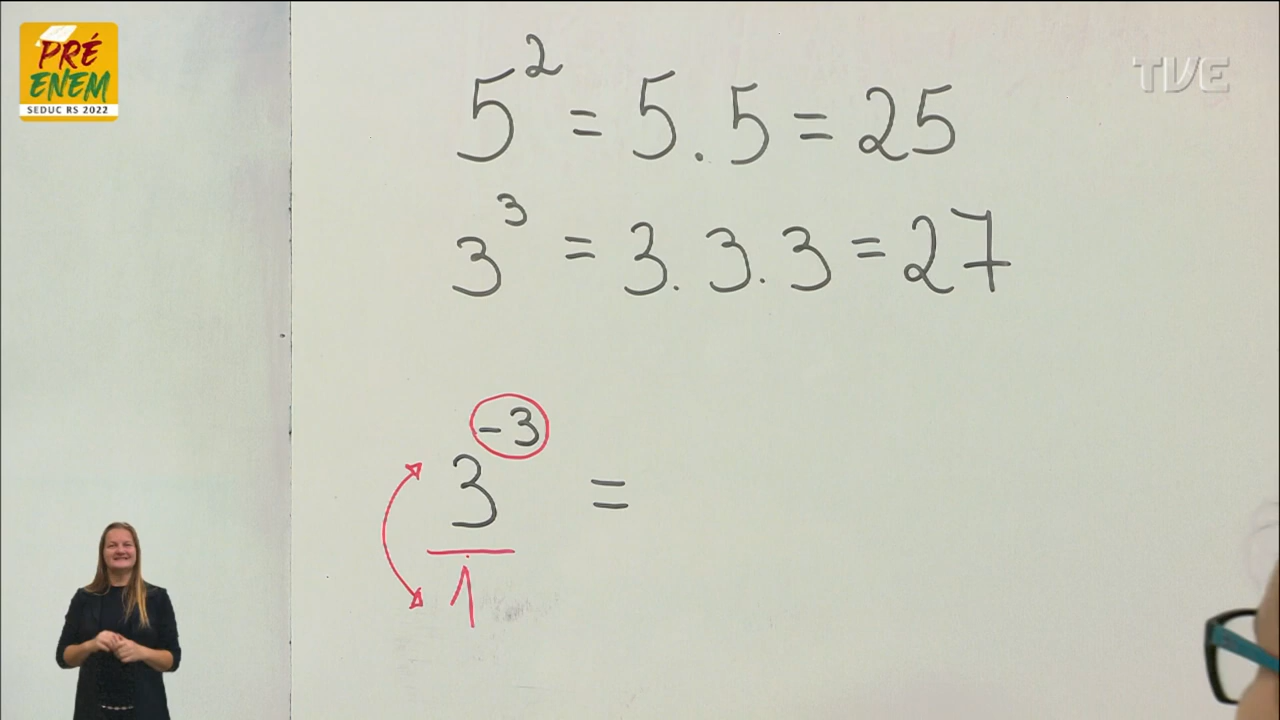 PRÉ
ENEM
SEDUC RS 2022
TVE
5² = 5.5 = 25
3³ = 3.3.3 = 27
3⁻³ =
1